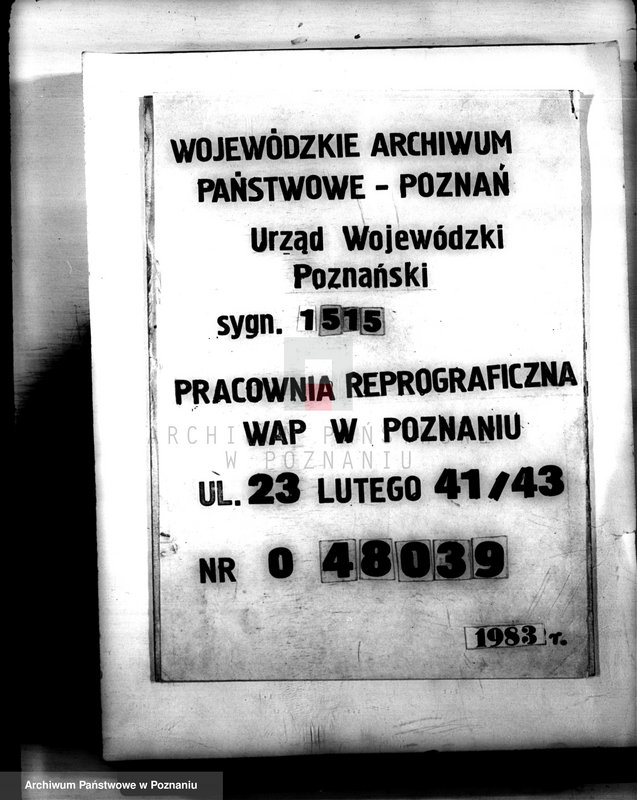 WOJEWÓDZKIE ARCHIWUM
PAŃSTWOWE – POZNAŃ
Urząd Wojewódzki
Poznański
sygn. 1515
PRACOWNIA REPROGRAFICZNA
ARCHIWUM PAŃSTWOWE
WAP W POZNANIU
W POZNANIU
UL. 23 LUTEGO 41/43
NR 0 48039
1983 r.
Archiwum Państwowe w Poznaniu